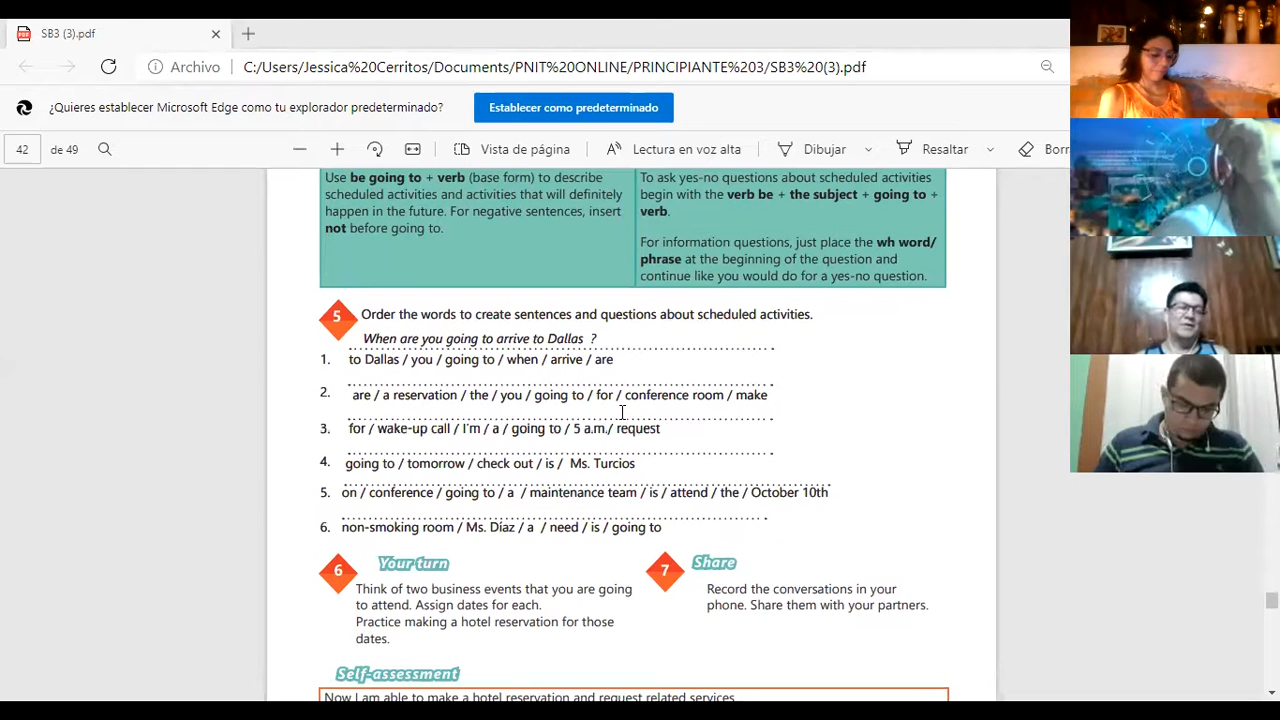 SB3 (3).pdf
Archivo C:/Users/Jessica%20Cerritos/Documents/PNIT%20ONLINE/PRINCIPIANTE%203/SB3%20(3).pdf
¿Quieres establecer Microsoft Edge como tu explorador predeterminado? Establecer como predeterminado
42 de 49 Vista de página Lectura en voz alta Dibujar Resaltar Borr
Use be going to + verb (base form) to describe
scheduled activities and activities that will definitely
happen in the future. For negative sentences, insert
not before going to.
To ask yes-no questions about scheduled activities
begin with the verb be + the subject + going to +
verb.
For information questions, just place the wh word/
phrase at the beginning of the question and
continue like you would do for a yes-no question.
5 Order the words to create sentences and questions about scheduled activities.
When are you going to arrive to Dallas ?
1. to Dallas / you / going to / when / arrive / are
2. are / a reservation / the / you / going to / for / conference room / make
3. for / wake-up call / I'm / a / going to / 5 a.m./ request
4. going to / tomorrow / check out / is / Ms. Turcios
5. on / conference / going to / a / maintenance team / is / attend / the / October 10th
6. non-smoking room / Ms. Díaz / a / need / is / going to
6 Your turn
Think of two business events that you are going
to attend. Assign dates for each.
Practice making a hotel reservation for those
dates.
7 Share
Record the conversations in your
phone. Share them with your partners.
Self-assessment
Now I am able to make a hotel reservation and request related services.